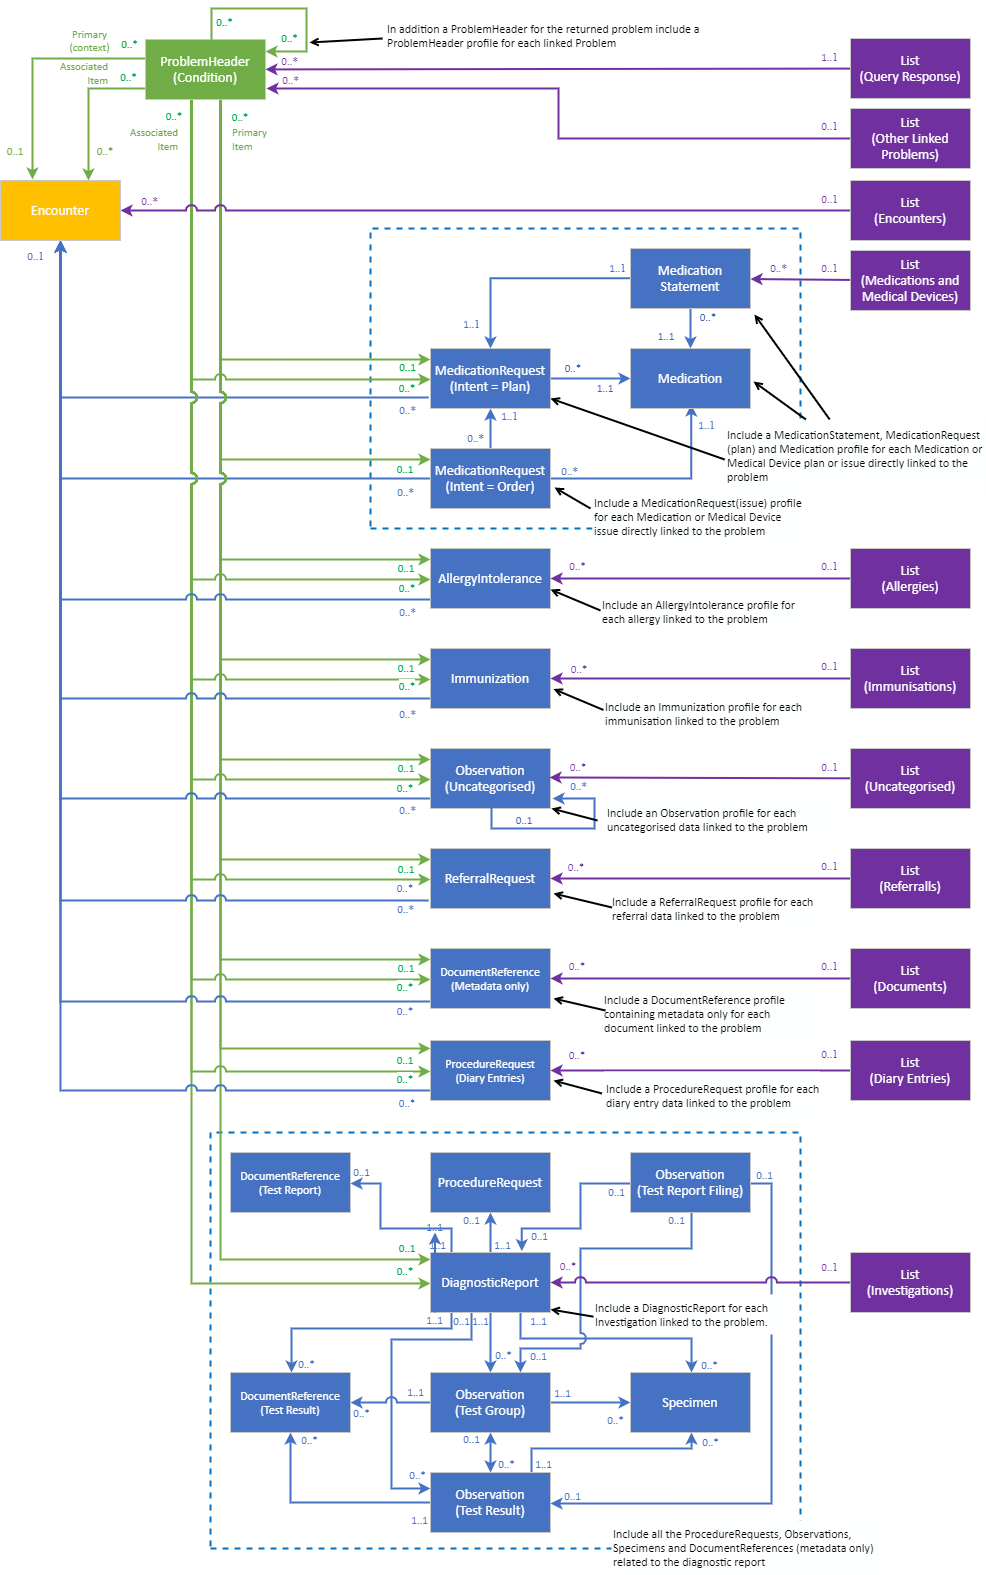 In addition a ProblemHeader for the returned problem include a
ProblemHeader profile for each linked Problem
0..*
0..*
Primary
(context)
0..*
ProblemHeader
(Condition)
Associated
Item
0..*
0..*
0..*
1..1
List
(Query Response)
0..1
List
(Other Linked
Problems)
0..*
Associated
Item
0..*
Primary
Item
0..1
0..*
Encounter
0..*
0..1
List
(Encounters)
0..1
Medication
Statement
1..1
0..*
0..1
List
(Medications and
Medical Devices)
1..1
0..*
1..1
MedicationRequest
(Intent = Plan)
0..1
0..*
0..*
0..*
1..1
Medication
1..1
0..*
1..1
Include a MedicationStatement, MedicationRequest
(plan) and Medication profile for each Medication or
Medical Device plan or issue directly linked to the
problem
MedicationRequest
(Intent = Order)
0..1
0..*
0..*
Include a MedicationRequest(issue) profile
for each Medication or Medical Device
issue directly linked to the problem
AllergyIntolerance
0..1
0..*
0..*
0..*
0..1
List
(Allergies)
Include an AllergyIntolerance profile for
each allergy linked to the problem
Immunization
0..1
0..*
0..*
0..*
0..1
List
(Immunisations)
Include an Immunization profile for each
immunisation linked to the problem
Observation
(Uncategorised)
0..1
0..*
0..*
0..*
0..*
0..1
0..1
List
(Uncategorised)
Include an Observation profile for each
uncategorised data linked to the problem
ReferralRequest
0..1
0..*
0..*
0..*
0..1
List
(Referralls)
Include a ReferralRequest profile for each
referral data linked to the problem
DocumentReference
(Metadata only)
0..1
0..*
0..*
0..*
0..1
List
(Documents)
Include a DocumentReference profile
containing metadata only for each
document linked to the problem
ProcedureRequest
(Diary Entries)
0..1
0..*
0..*
0..*
0..1
List
(Diary Entries)
Include a ProcedureRequest profile for each
diary entry data linked to the problem
DocumentReference
(Test Report)
0..1
ProcedureRequest
0..1
Observation
(Test Report Filing)
0..1
0..1
0..1
1..1
1..1
1..1
0..1
0..1
0..*
DiagnosticReport
0..*
0..1
List
(Investigations)
Include a DiagnosticReport for each
Investigation linked to the problem.
1..1
0..1
1..1
1..1
0..*
0..*
0..1
0..*
DocumentReference
(Test Result)
0..*
1..1
Observation
(Test Group)
1..1
0..*
Specimen
0..*
0..1
0..*
0..*
1..1
0..*
Observation
(Test Result)
1..1
0..1
Include all the ProcedureRequests, Observations,
Specimens and DocumentReferences (metadata only)
related to the diagnostic report